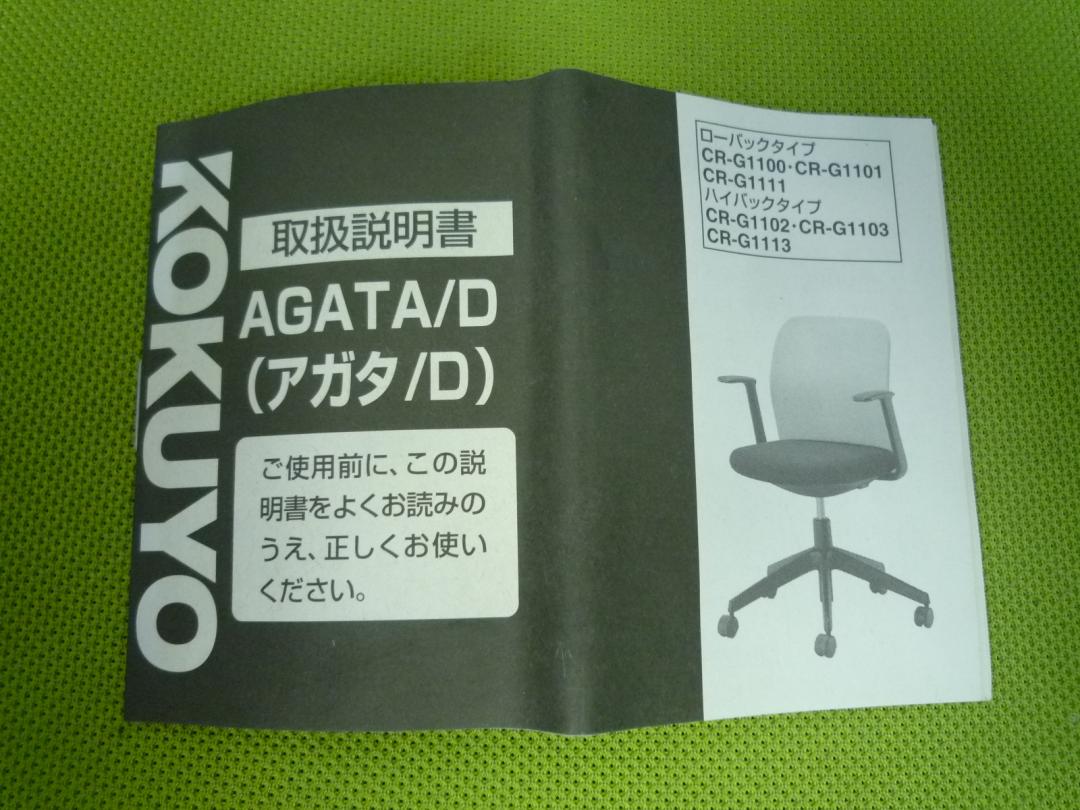 KOKUYO
取扱説明書
AGATA/D
(アガタ/D)
ご使用前に、この説
明書をよくお読みの
うえ、正しくお使い
ください。
ローバックタイプ
CR-G1100・CR-G1101
CR-G1111
ハイバックタイプ
CR-G1102・CR-G1103
CR-G1113